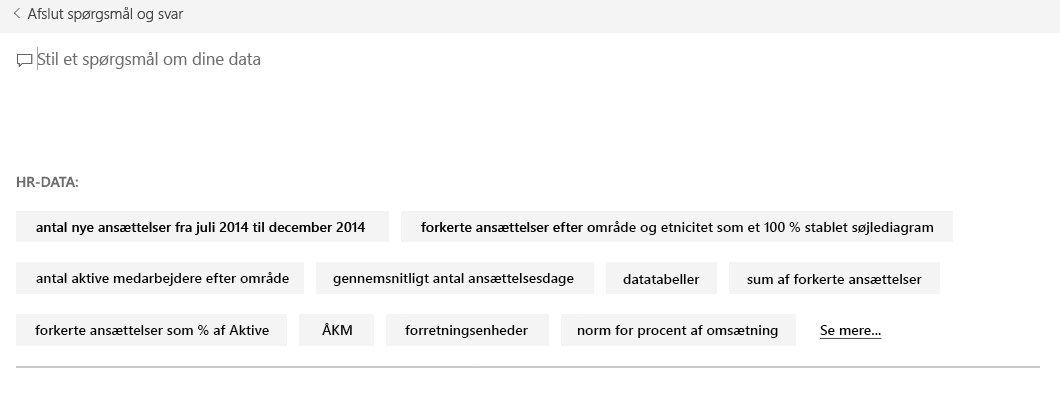 Afslut spørgsmål og svar
Stil et spørgsmål om dine data
HR-DATA:
antal nye ansættelser fra juli 2014 til december 2014 forkerte ansættelser efter område og etnicitet som et 100 % stablet søjlediagram
antal aktive medarbejdere efter område gennemsnitligt antal ansættelsesdage datatabeller sum af forkerte ansættelser
forkerte ansættelser som % af Aktive ÅKM forretningsenheder norm for procent af omsætning Se mere...